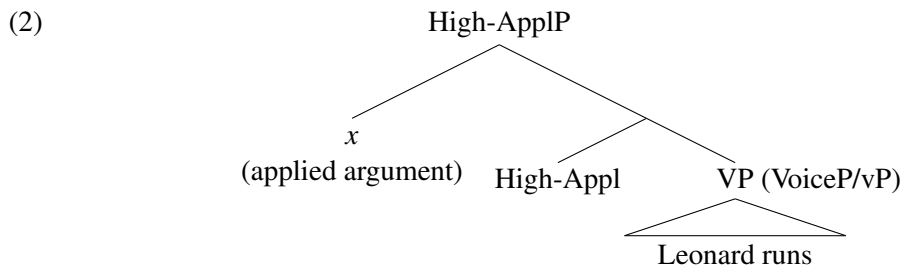 (2) High-ApplP
x
(applied argument) High-Appl VP (VoiceP/vP)
Leonard runs